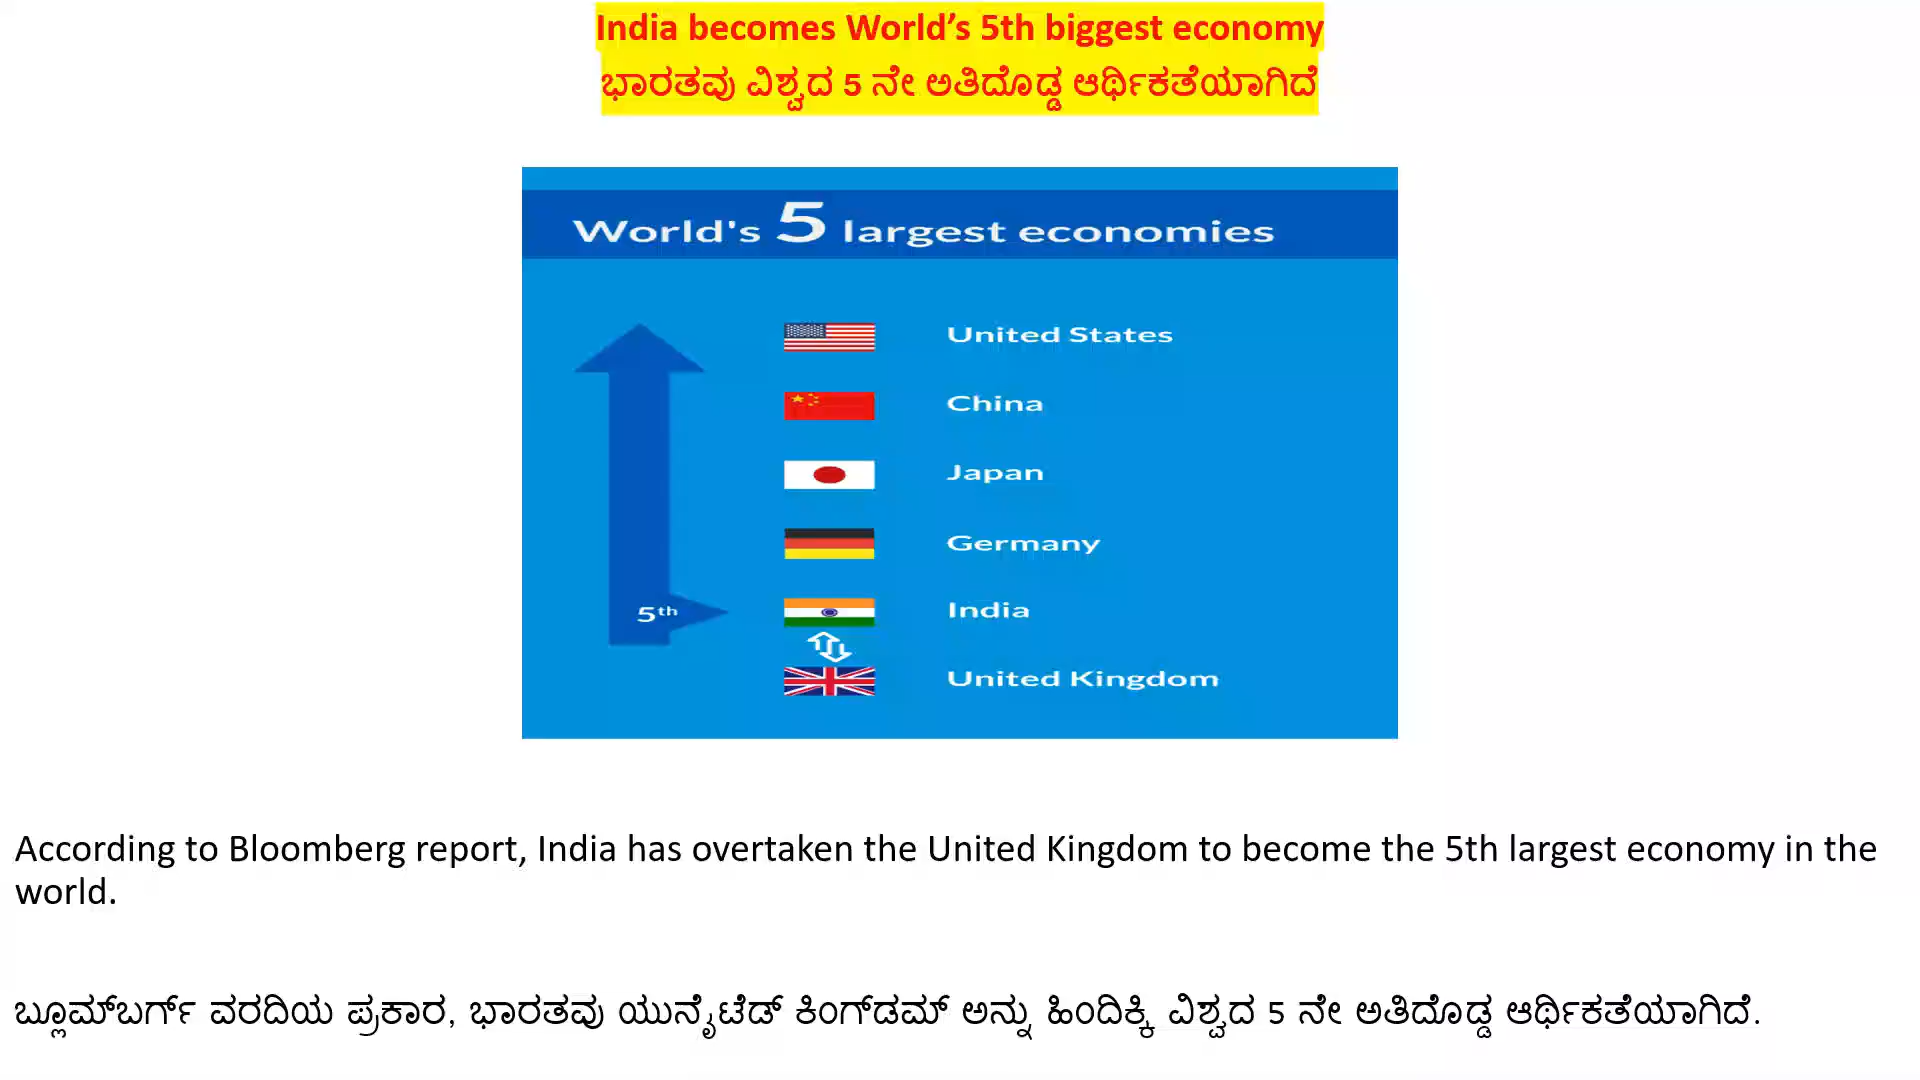 India becomes World’s 5th biggest economy
ಭಾರತವು ವಿಶ್ವದ 5 ನೇ ಅತಿದೊಡ್ಡ ಆರ್ಥಿಕತೆಯಾಗಿದೆ
World's 5 largest economies
United States
China
Japan
Germany
5th India
United Kingdom
According to Bloomberg report, India has overtaken the United Kingdom to become the 5th largest economy in the
world.
ಬ್ಲೂಮ್‌ಬರ್ಗ್ ವರದಿಯ ಪ್ರಕಾರ, ಭಾರತವು ಯುನೈಟೆಡ್ ಕಿಂಗ್‌ಡಮ್ ಅನ್ನು ಹಿಂದಿಕ್ಕಿ ವಿಶ್ವದ 5 ನೇ ಅತಿದೊಡ್ಡ ಆರ್ಥಿಕತೆಯಾಗಿದೆ.